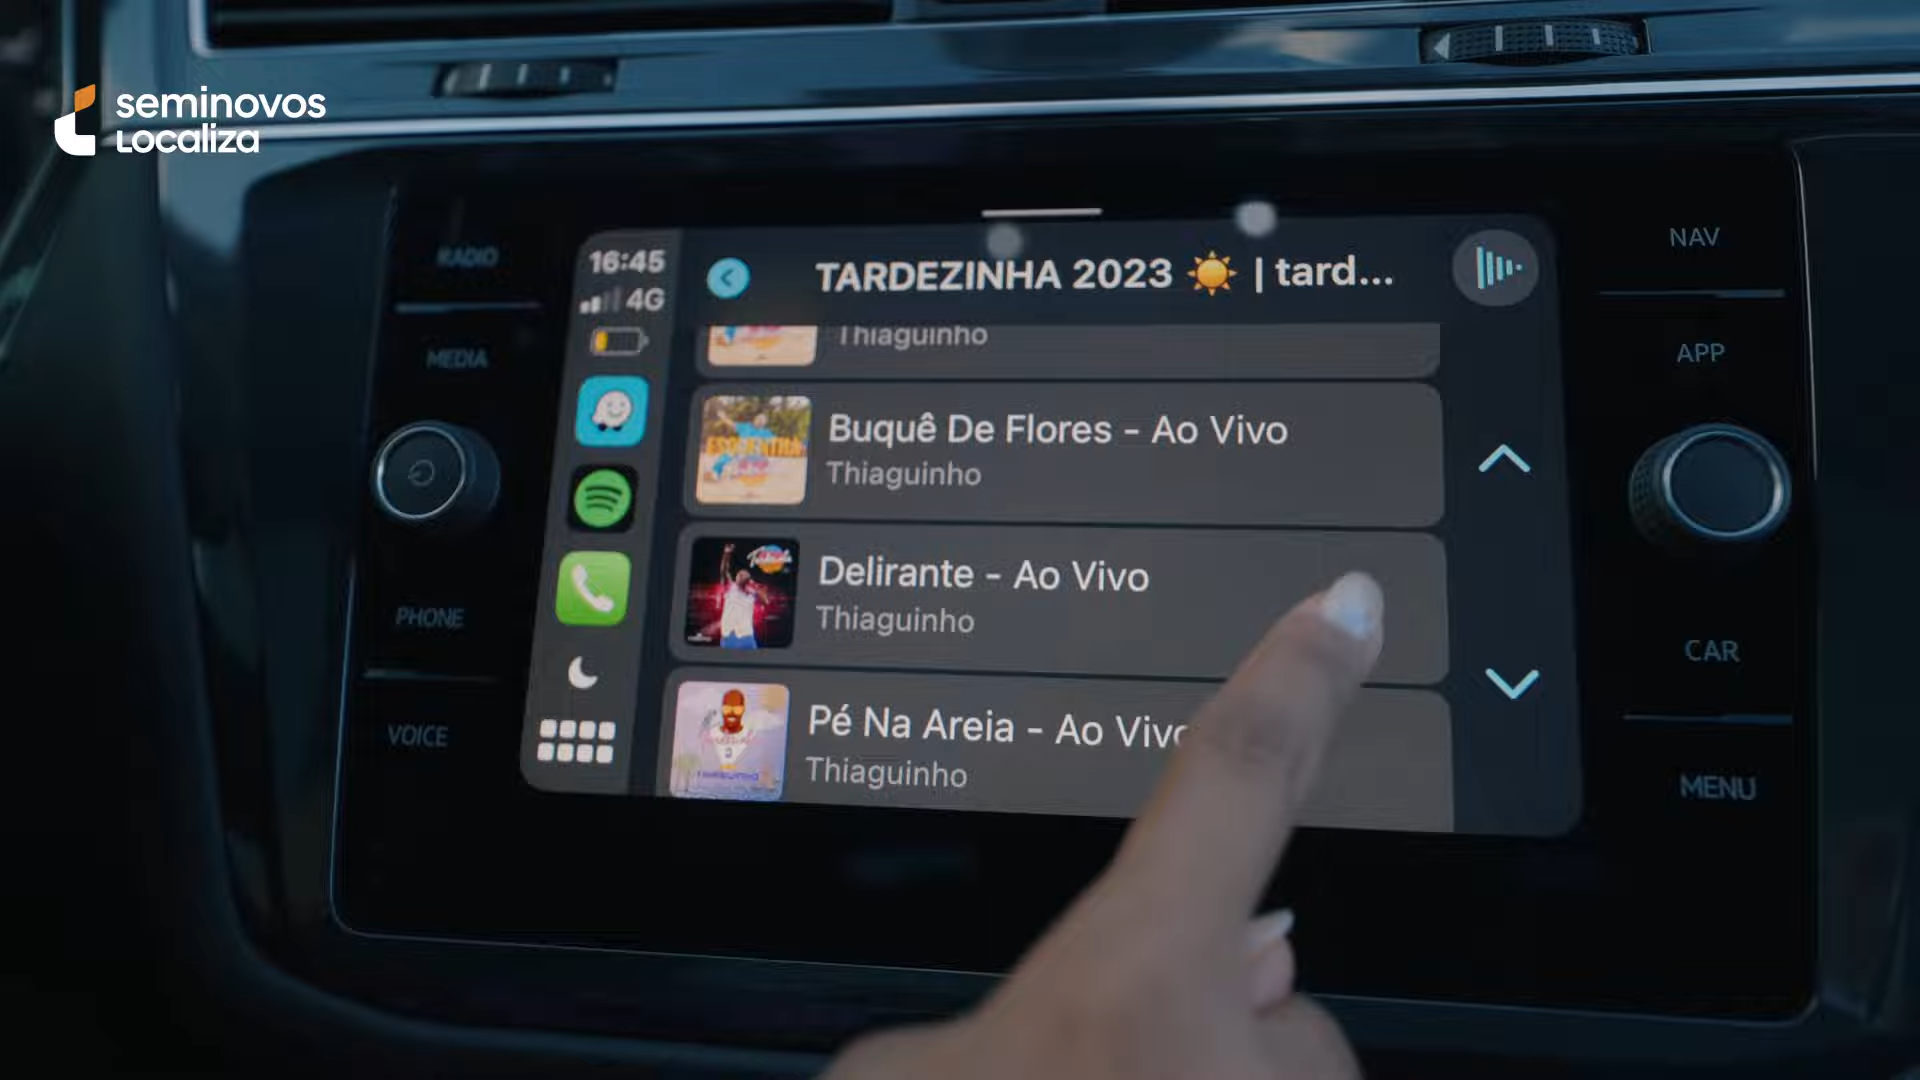 seminovos
Localiza
RADIO
MEDIA
PHONE
VOICE
16:45
4G
TARDEZINHA 2023 ☀️ | tard...
Thiaguinho
Buquê De Flores - Ao Vivo
Thiaguinho
Delirante - Ao Vivo
Thiaguinho
Pé Na Areia - Ao Vivo
Thiaguinho
NAV
APP
CAR
MENU